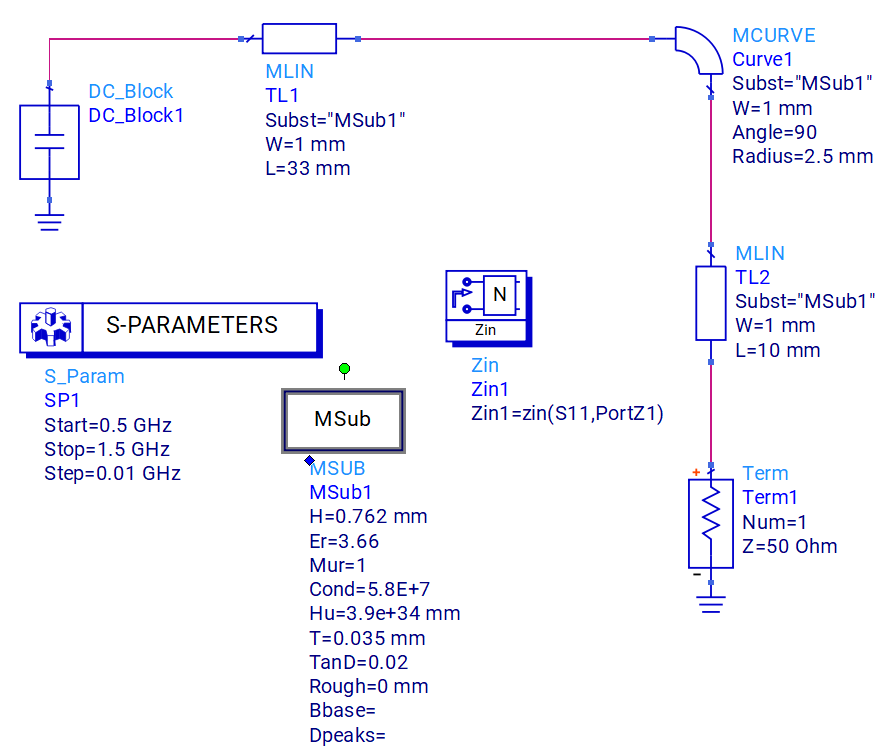 DC_Block
DC_Block1
MLIN
TL1
Subst="MSub1"
W=1 mm
L=33 mm
MCURVE
Curve1
Subst="MSub1"
W=1 mm
Angle=90
Radius=2.5 mm
MLIN
TL2
Subst="MSub1"
W=1 mm
L=10 mm
S-PARAMETERS
S_Param
SP1
Start=0.5 GHz
Stop=1.5 GHz
Step=0.01 GHz
N
Zin
Zin
Zin1
Zin1=zin(S11,PortZ1)
MSub
MSUB
MSub1
H=0.762 mm
Er=3.66
Mur=1
Cond=5.8E+7
Hu=3.9e+34 mm
T=0.035 mm
TanD=0.02
Rough=0 mm
Bbase=
Dpeaks=
+
Term
Term1
Num=1
Z=50 Ohm
-